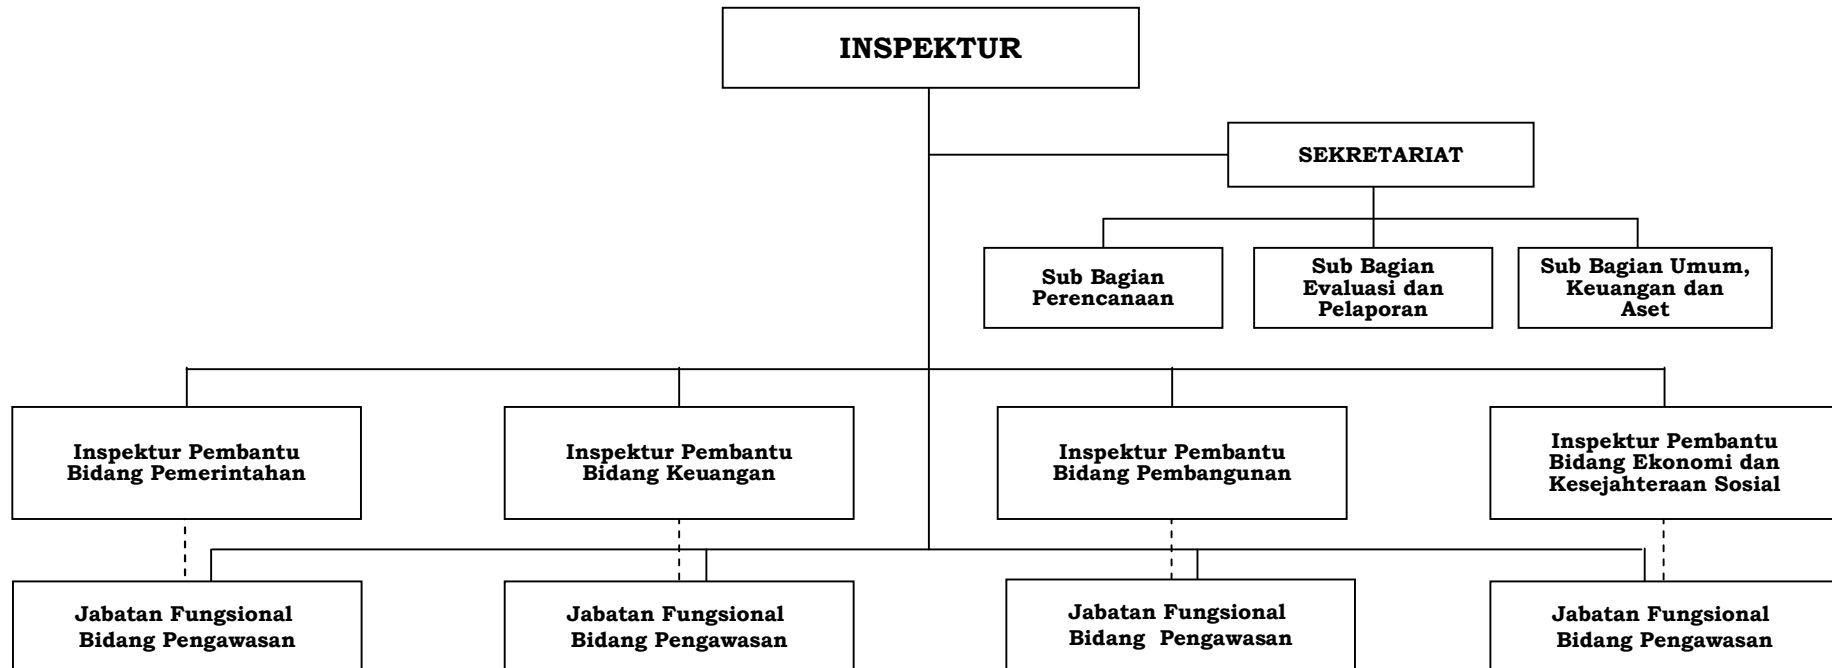 INSPEKTUR
SEKRETARIAT
Sub Bagian
Perencanaan
Sub Bagian
Evaluasi dan
Pelaporan
Sub Bagian Umum,
Keuangan dan
Aset
Inspektur Pembantu
Bidang Pemerintahan
Inspektur Pembantu
Bidang Keuangan
Inspektur Pembantu
Bidang Pembangunan
Inspektur Pembantu
Bidang Ekonomi dan
Kesejahteraan Sosial
Jabatan Fungsional
Bidang Pengawasan
Jabatan Fungsional
Bidang Pengawasan
Jabatan Fungsional
Bidang Pengawasan
Jabatan Fungsional
Bidang Pengawasan